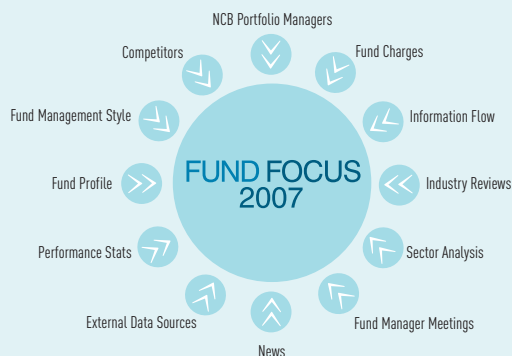 NCB Portfolio Managers
Competitors
Fund Charges
Fund Management Style
Information Flow
FUND FOCUS
2007
Fund Profile
Industry Reviews
Performance Stats
Sector Analysis
External Data Sources
Fund Manager Meetings
News